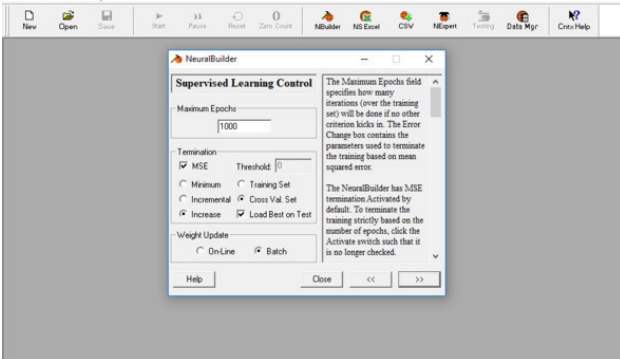 New Open Save Start Pause Reset Zero Count NBuilder NS Excel CSV NExpert Testing Data Mgr Cntx Help
NeuralBuilder
Supervised Learning Control
Maximum Epochs
1000
Termination
MSE Threshold: 0
Minimum Training Set
Incremental Cross Val. Set
Increase Load Best on Test
Weight Update
On-Line Batch
The Maximum Epochs field
specifies how many
iterations (over the training
set) will be done if no other
criterion kicks in. The Error
Change box contains the
parameters used to terminate
the training based on mean
squared error.
The NeuralBuilder has MSE
termination Activated by
default. To terminate the
training strictly based on the
number of epochs, click the
Activate switch such that it
is no longer checked.
Help Close << >>